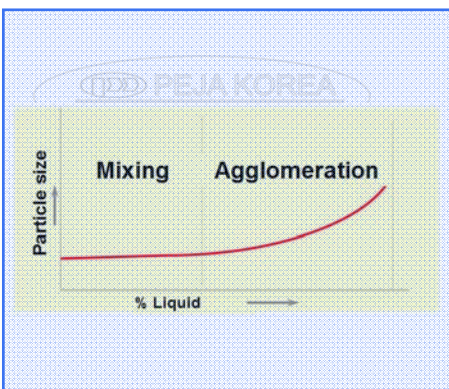 PEJA KOREA
Mixing Agglomeration
Particle size
% Liquid